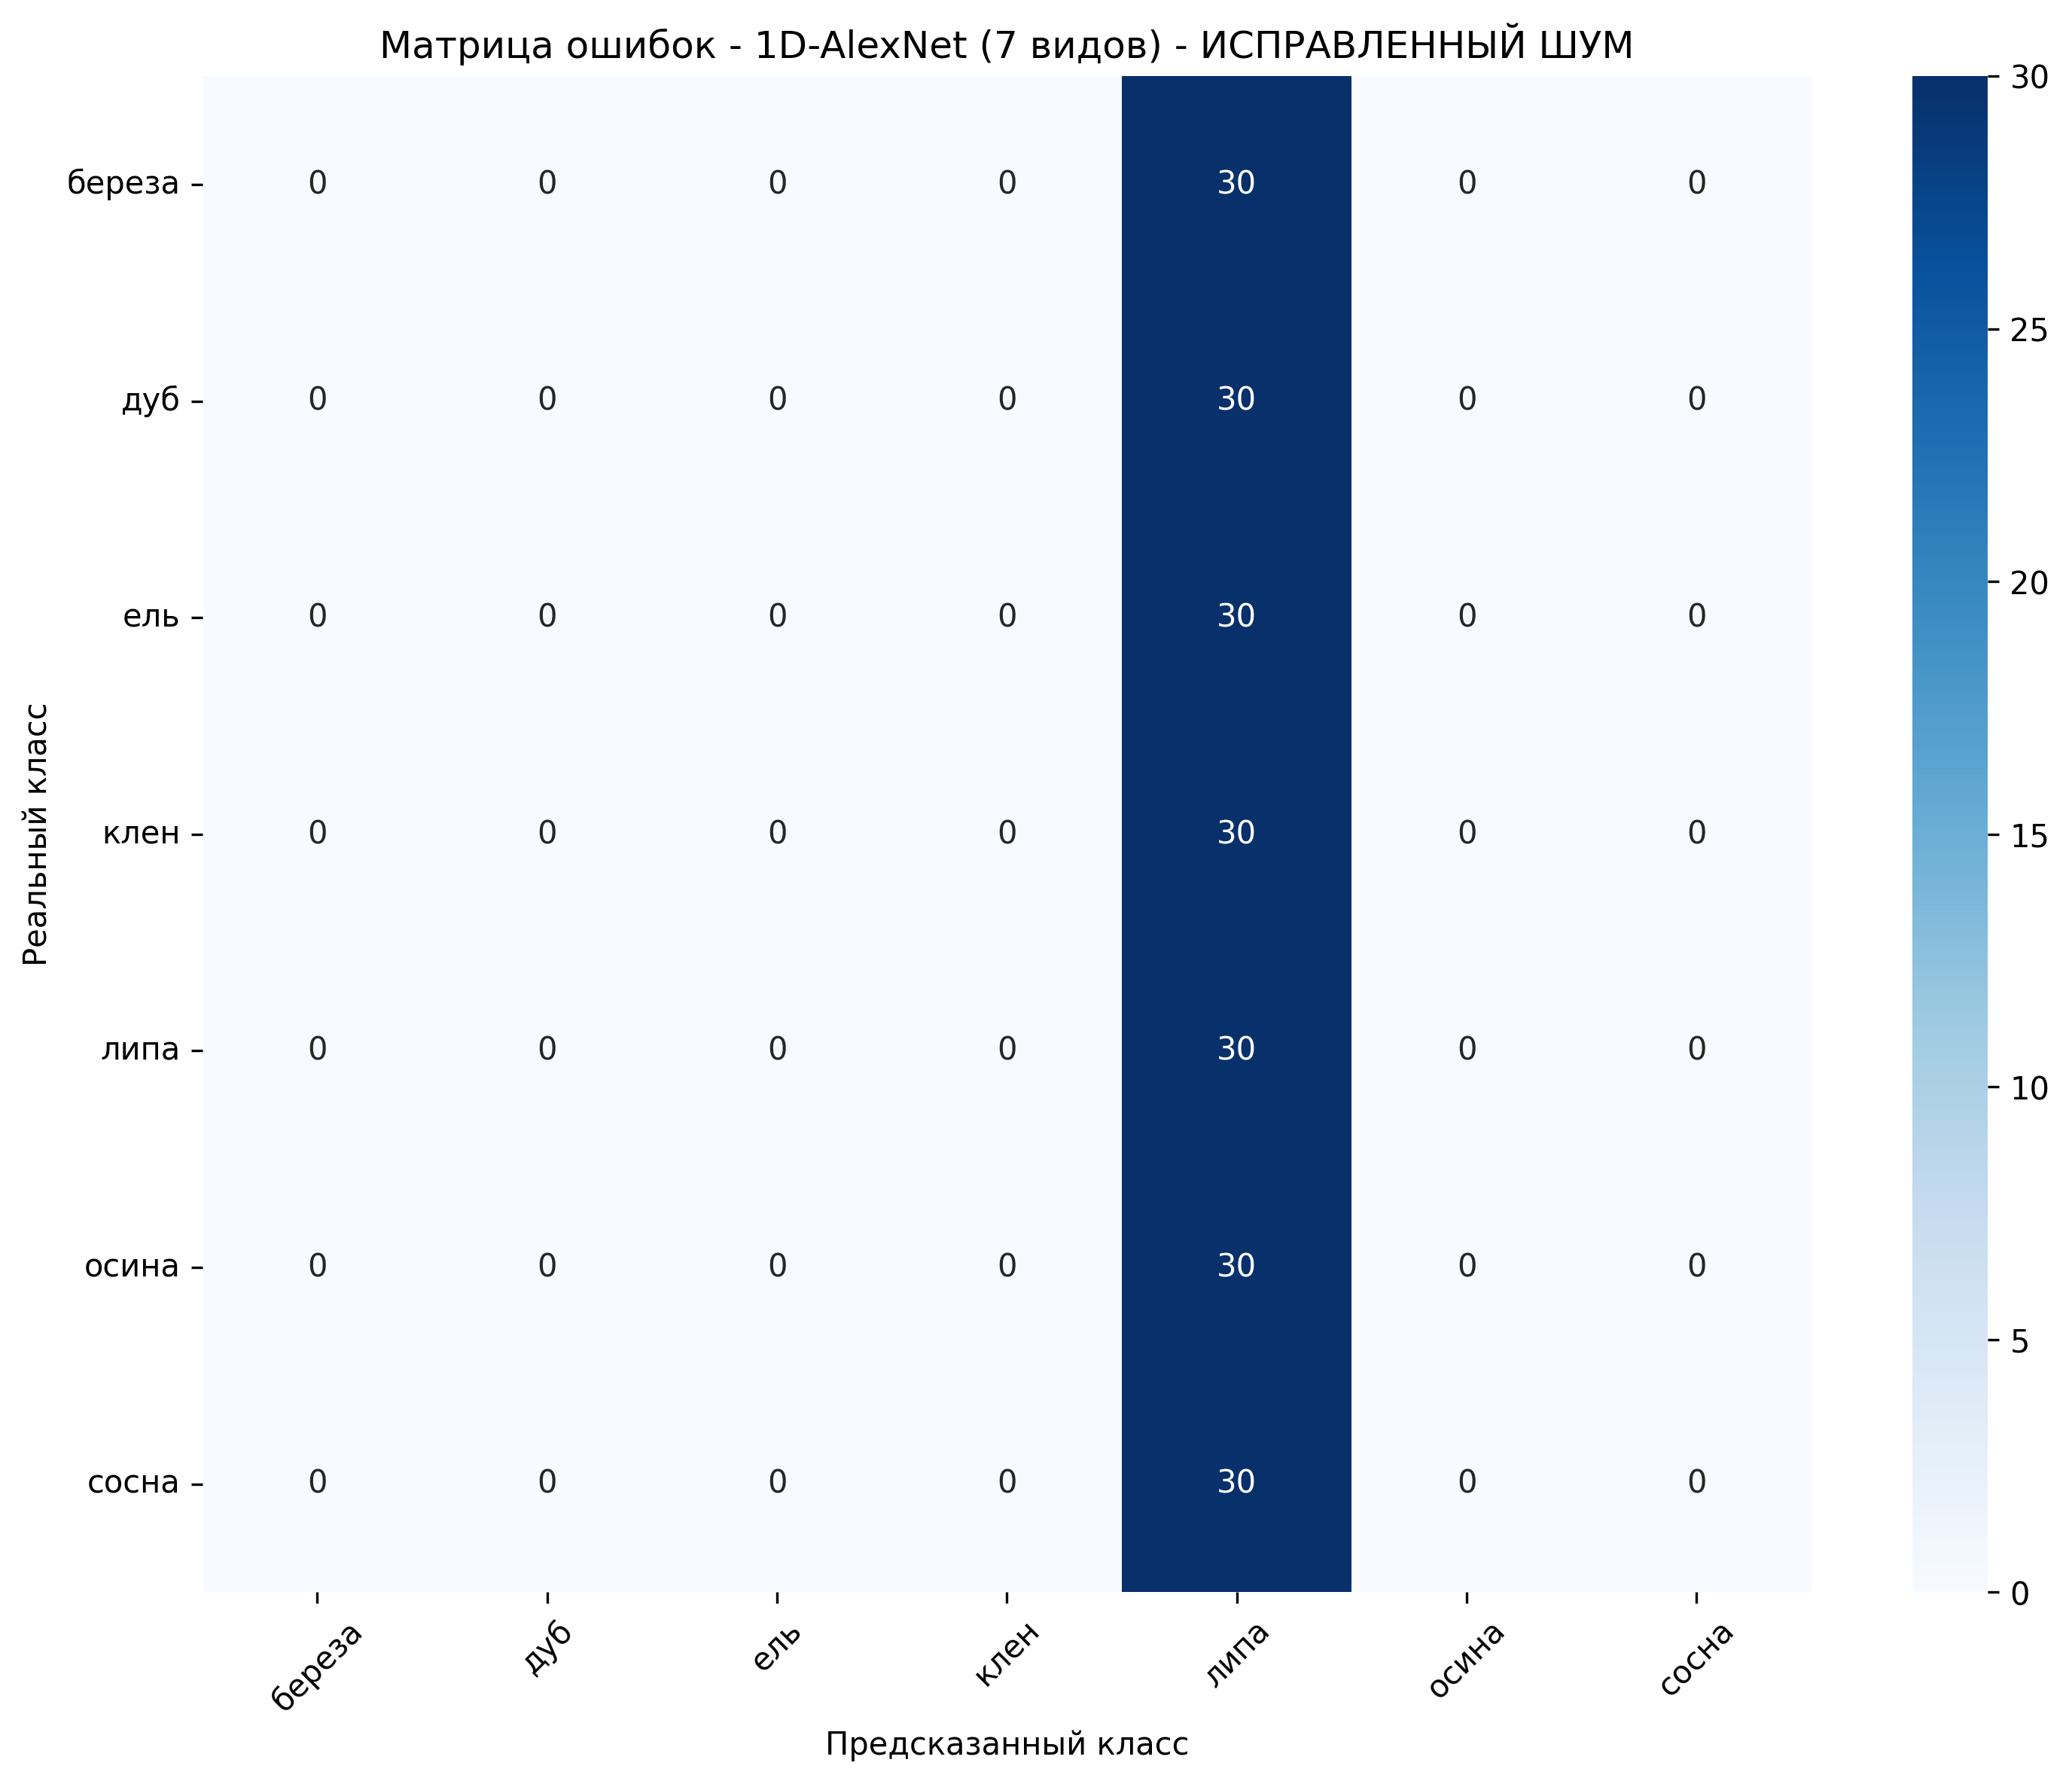 Матрица ошибок - 1D-AlexNet (7 видов) - ИСПРАВЛЕННЫЙ ШУМ
береза 0 0 0 0 30 0 0
дуб 0 0 0 0 30 0 0
ель 0 0 0 0 30 0 0
клен 0 0 0 0 30 0 0
липа 0 0 0 0 30 0 0
осина 0 0 0 0 30 0 0
сосна 0 0 0 0 30 0 0
Реальный класс
береза дуб ель клен липа осина сосна
Предсказанный класс
30
25
20
15
10
5
0